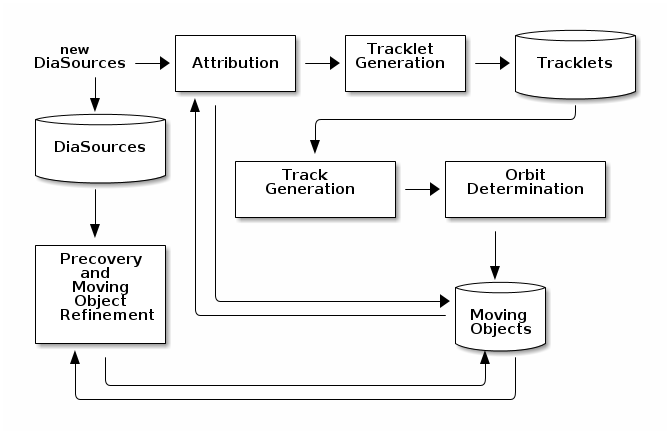 new
DiaSources
Attribution
Tracklet
Generation
Tracklets
DiaSources
Track
Generation
Orbit
Determination
Precovery
and
Moving
Object
Refinement
Moving
Objects